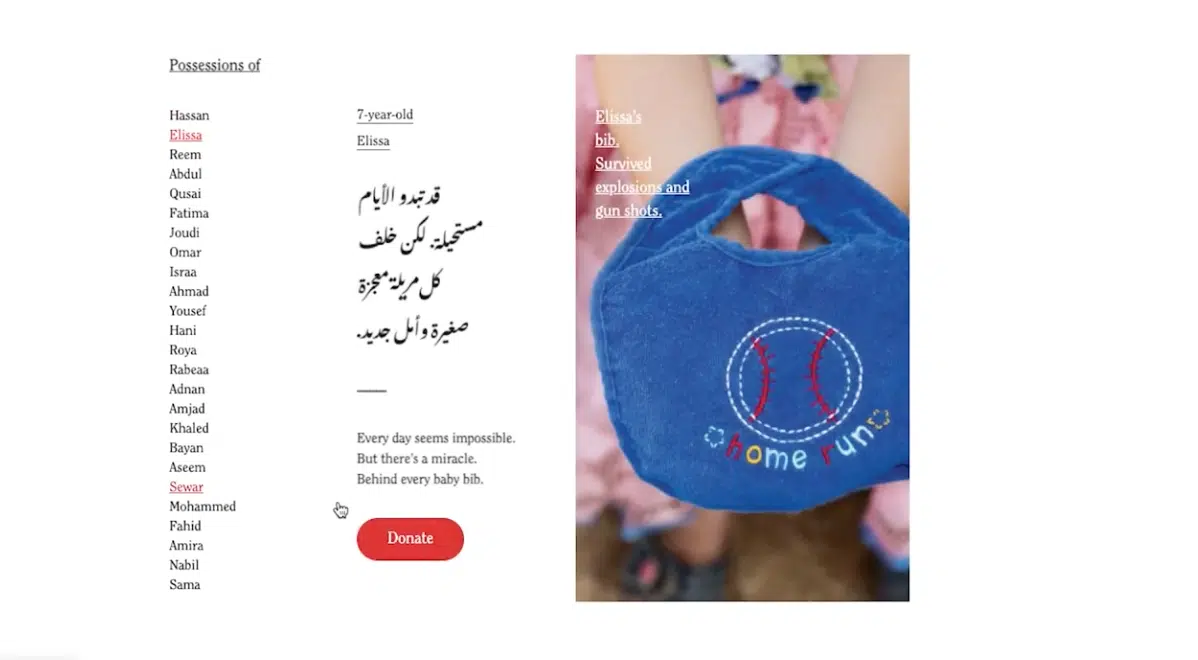 Possessions of
Hassan
Elissa
Reem
Abdul
Qusai
Fatima
Joudi
Omar
Israa
Ahmad
Yousef
Hani
Roya
Rabeaa
Adnan
Amjad
Khaled
Bayan
Aseem
Sewar
Mohammed
Fahid
Amira
Nabil
Sama
7-year-old
Elissa
قد تبدو الأيام
مستحيلة. لكن خلف
كل مريلة معجزة
صغيرة وأمل جديد.
Every day seems impossible.
But there's a miracle.
Behind every baby bib.
Donate
Elissa's
bib.
Survived
explosions and
gun shots.
home run